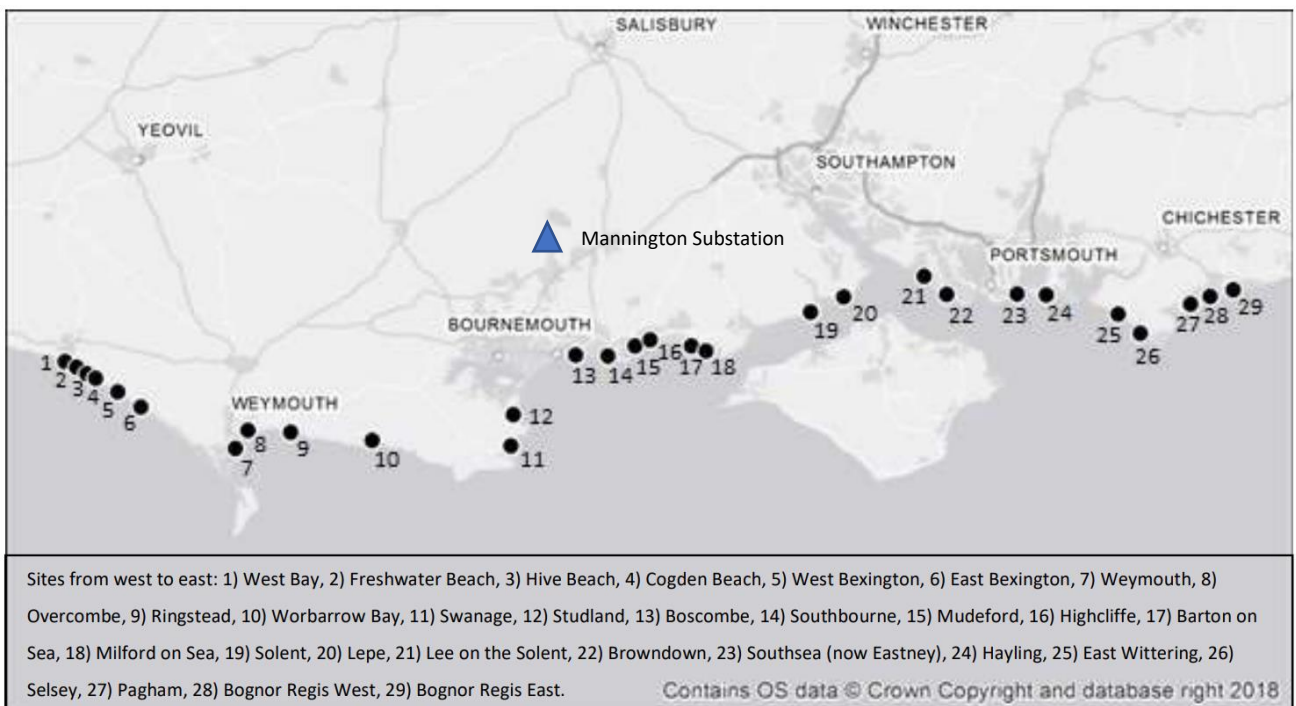 SALISBURY
WINCHESTER
YEOVIL
SOUTHAMPTON
Mannington Substation
CHICHESTER
PORTSMOUTH
BOURNEMOUTH
WEYMOUTH
1
2
3
4
5
6
7
8
9
10
11
12
13
14
15
16
17
18
19
20
21
22
23
24
25
26
27
28
29
Sites from west to east: 1) West Bay, 2) Freshwater Beach, 3) Hive Beach, 4) Cogden Beach, 5) West Bexington, 6) East Bexington, 7) Weymouth, 8)
Overcombe, 9) Ringstead, 10) Worbarrow Bay, 11) Swanage, 12) Studland, 13) Boscombe, 14) Southbourne, 15) Mudeford, 16) Highcliffe, 17) Barton on
Sea, 18) Milford on Sea, 19) Solent, 20) Lepe, 21) Lee on the Solent, 22) Browndown, 23) Southsea (now Eastney), 24) Hayling, 25) East Wittering, 26)
Selsey, 27) Pagham, 28) Bognor Regis West, 29) Bognor Regis East.
Contains OS data © Crown Copyright and database right 2018